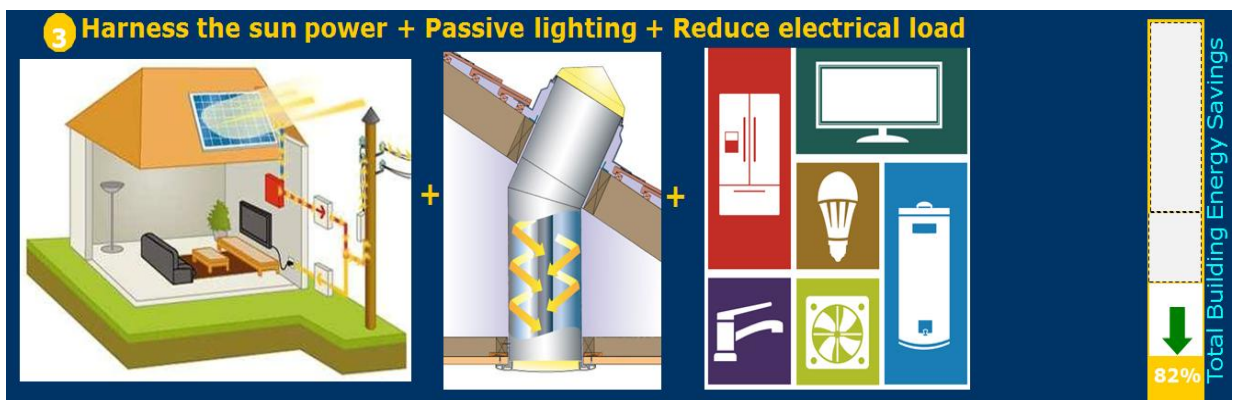 3 Harness the sun power + Passive lighting + Reduce electrical load
+
+
82%
Total Building Energy Savings